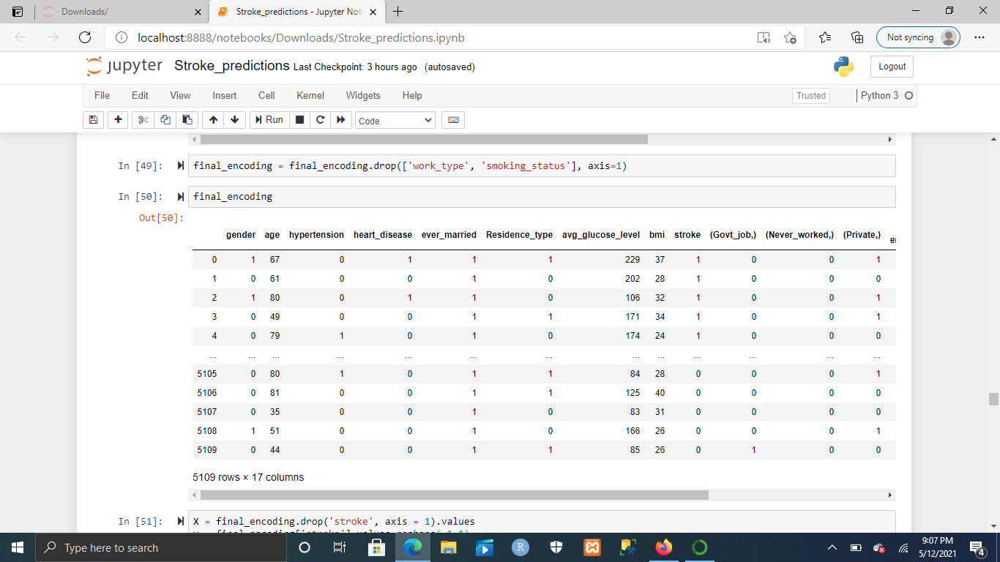 Downloads/
Stroke_predictions - Jupyter Not
localhost:8888/notebooks/Downloads/Stroke_predictions.ipynb
Not syncing
jupyter Stroke_predictions Last Checkpoint: 3 hours ago (autosaved)
Logout
File Edit View Insert Cell Kernel Widgets Help
Trusted
Python 3
Run
Code
In [49]: final_encoding = final_encoding.drop(['work_type', 'smoking_status'], axis=1)
In [50]: final_encoding
Out[50]:
gender age hypertension heart_disease ever_married Residence_type avg_glucose_level bmi stroke (Govt_job,) (Never_worked,) (Private,)
0 1 67 0 1 1 1 229 37 1 0 0 1
1 0 61 0 0 1 0 202 28 1 0 0 0
2 1 80 0 1 1 0 106 32 1 0 0 1
3 0 49 0 0 1 1 171 34 1 0 0 1
4 0 79 1 0 1 0 174 24 1 0 0 0
... ... ... ... ... ... ... ... ... ... ... ... ...
5105 0 80 1 0 1 1 84 28 0 0 0 1
5106 0 81 0 0 1 1 125 40 0 0 0 0
5107 0 35 0 0 1 0 83 31 0 0 0 0
5108 1 51 0 0 1 0 166 26 0 0 0 1
5109 0 44 0 0 1 1 85 26 0 1 0 0
5109 rows × 17 columns
In [51]: X = final_encoding.drop('stroke', axis = 1).values
Type here to search
R
9:07 PM
5/12/2021
4